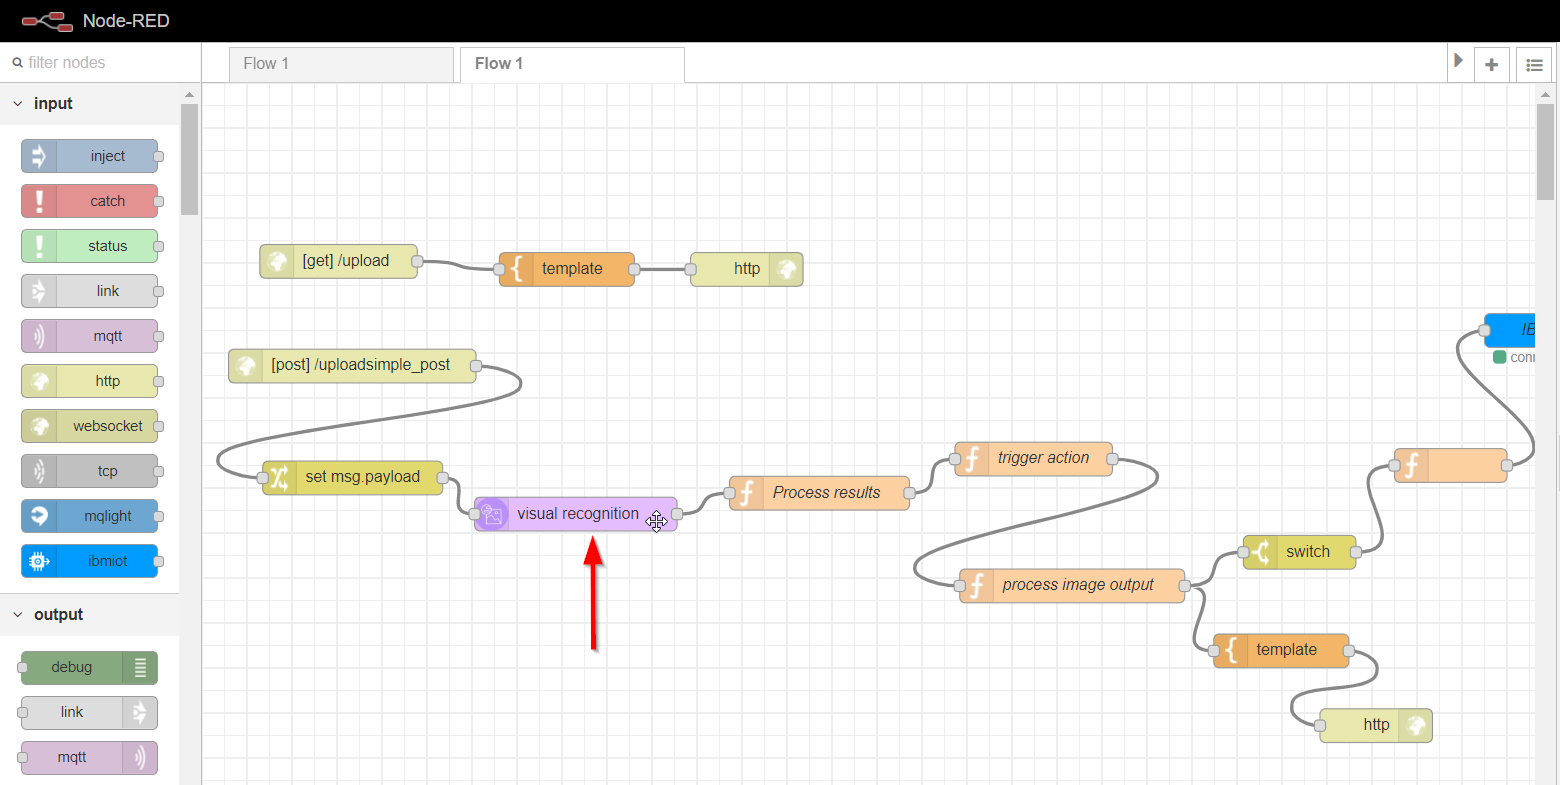 Node-RED
filter nodes
Flow 1
Flow 1
input
inject
catch
status
link
mqtt
http
websocket
tcp
mqlight
ibmiot
output
debug
link
mqtt
[get] /upload
template
http
[post] /uploadsimple_post
set msg.payload
visual recognition
Process results
trigger action
process image output
switch
template
http